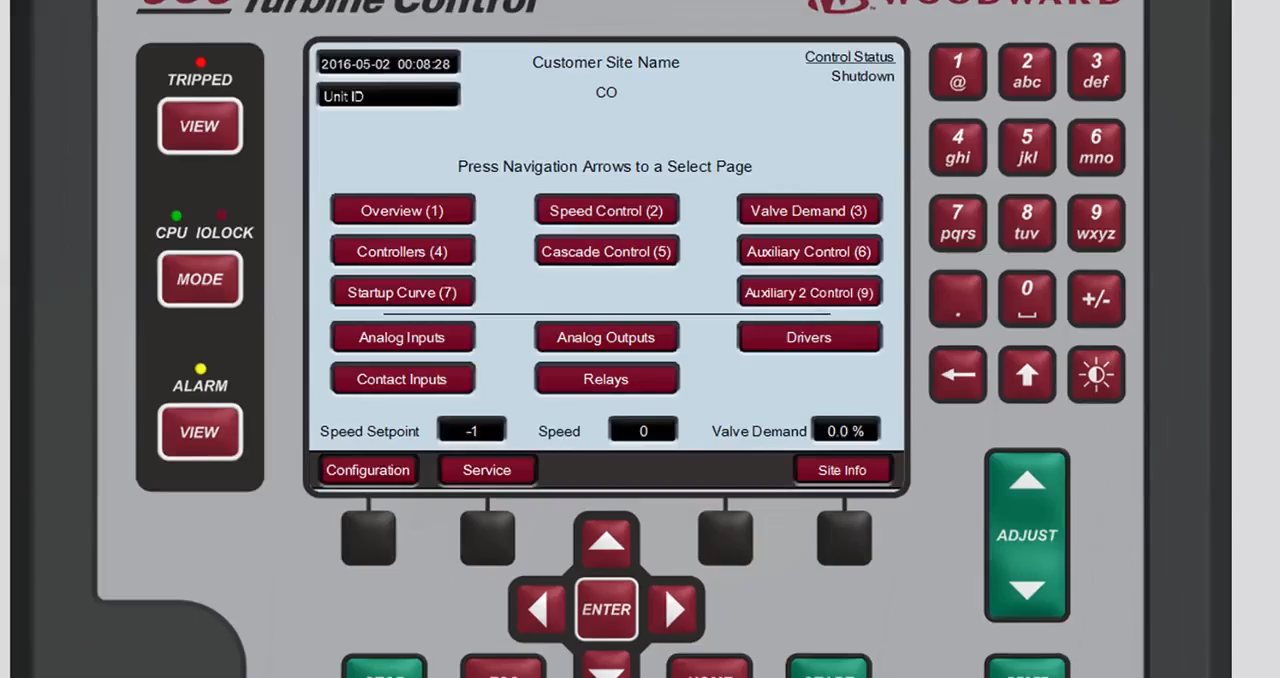 Turbine Control
WOODWARD
TRIPPED
VIEW
CPU IOLOCK
MODE
ALARM
VIEW
2016-05-02 00:08:28
Unit ID
Customer Site Name
CO
Control Status
Shutdown
Press Navigation Arrows to a Select Page
Overview (1)
Speed Control (2)
Valve Demand (3)
Controllers (4)
Cascade Control (5)
Auxiliary Control (6)
Startup Curve (7)
Auxiliary 2 Control (9)
Analog Inputs
Analog Outputs
Drivers
Contact Inputs
Relays
Speed Setpoint -1
Speed 0
Valve Demand 0.0 %
Configuration
Service
Site Info
1
@
2
abc
3
def
4
ghi
5
jkl
6
mno
7
pqrs
8
tuv
9
wxyz
.
0
+/-
ADJUST
ENTER